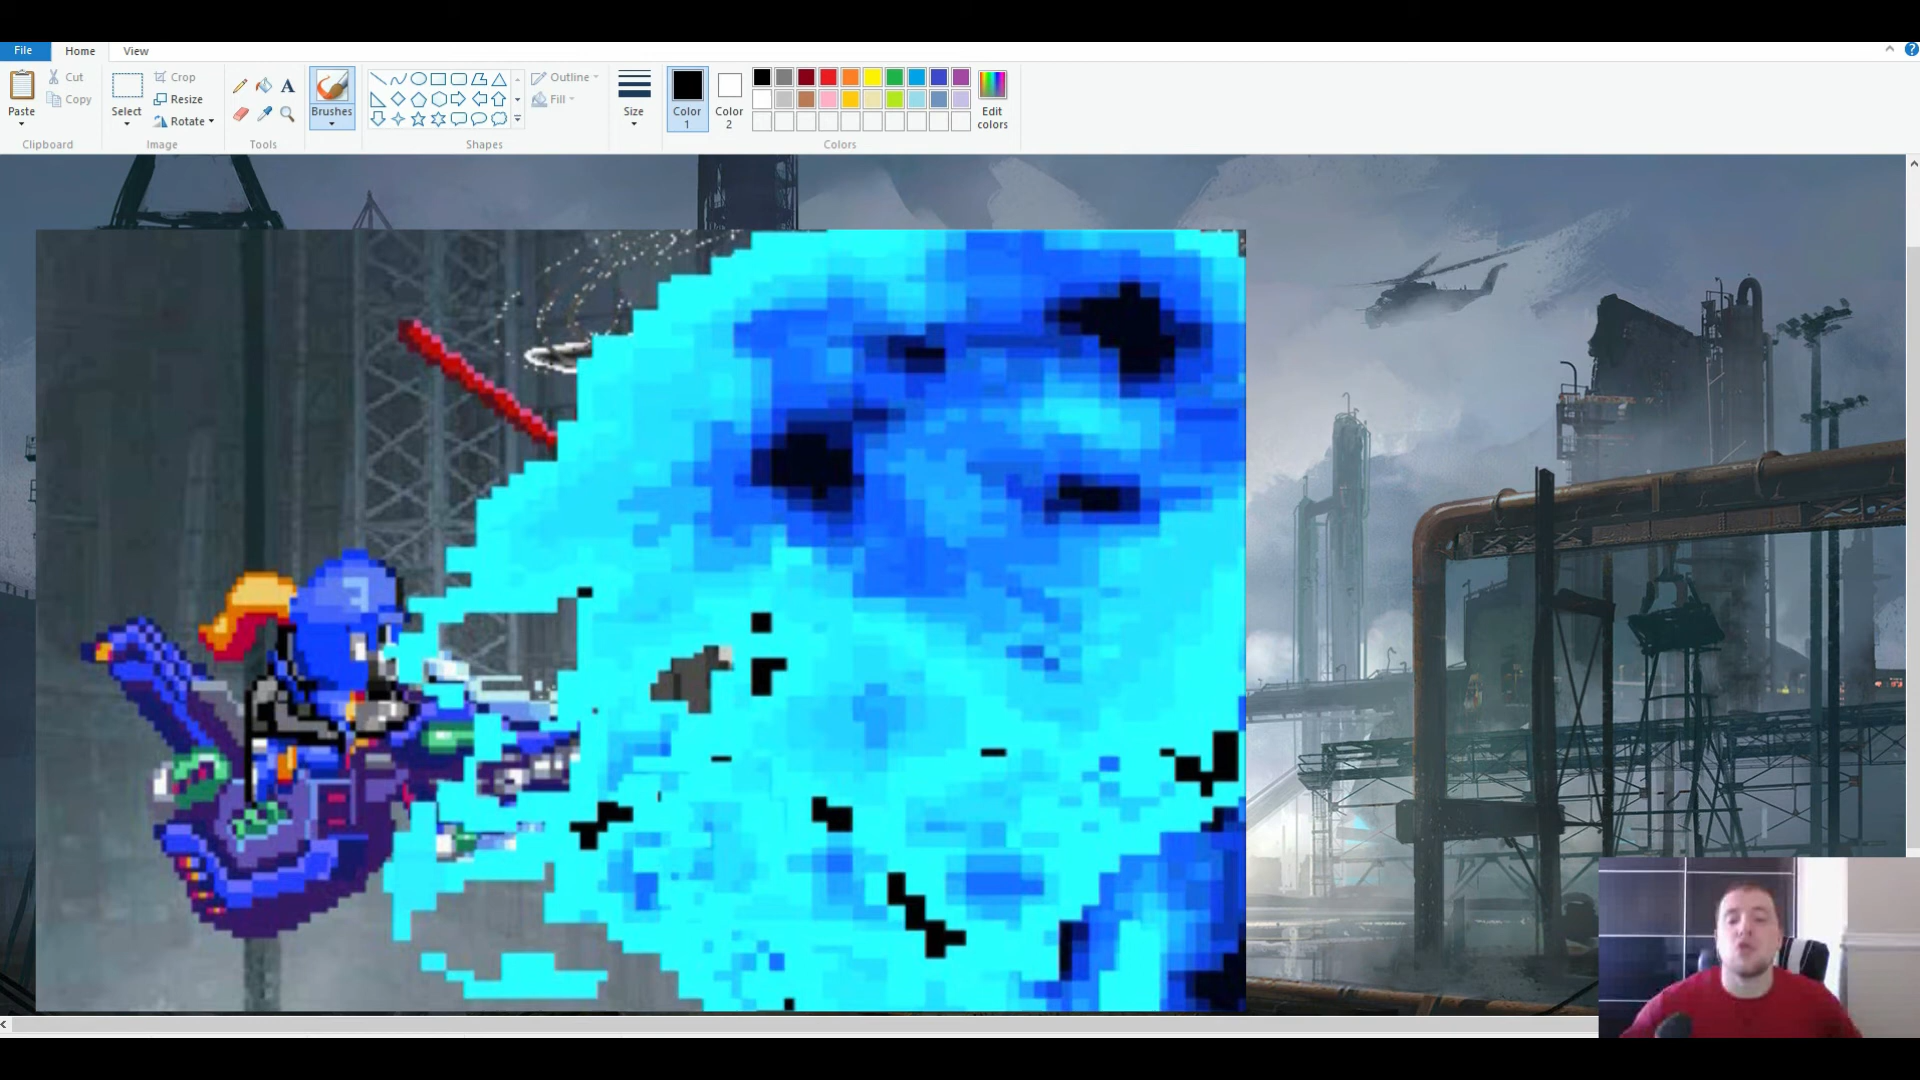 File Home View
Paste
Cut
Copy
Clipboard
Select
Crop
Resize
Rotate
Image
A
Tools
Brushes
Shapes
Outline
Fill
Size
Color
1
Color
2
Edit
colors
Colors